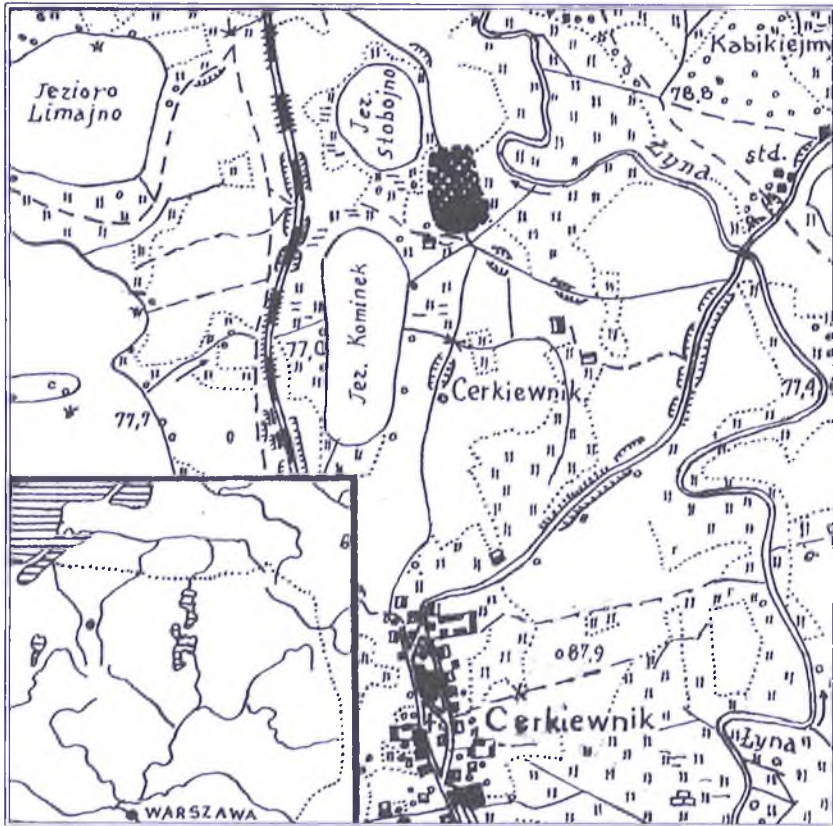 Jezioro
Limajno
Jez.
Stobojno
Kabikiejmy
78.8
Łyna
std.
Jez. Kominek
77,0
77,7
Cerkiewnik
77,4
87,9
Cerkiewnik
Łyna
WARSZAWA